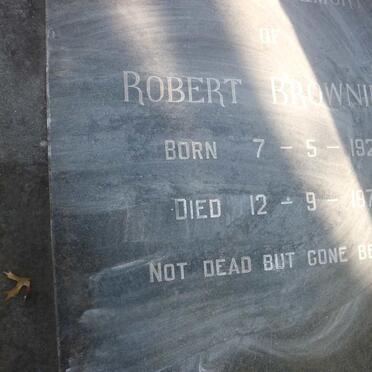 OF
ROBERT BROWNI
BORN 7 - 5 - 192
DIED 12 - 9 - 197
NOT DEAD BUT GONE BE